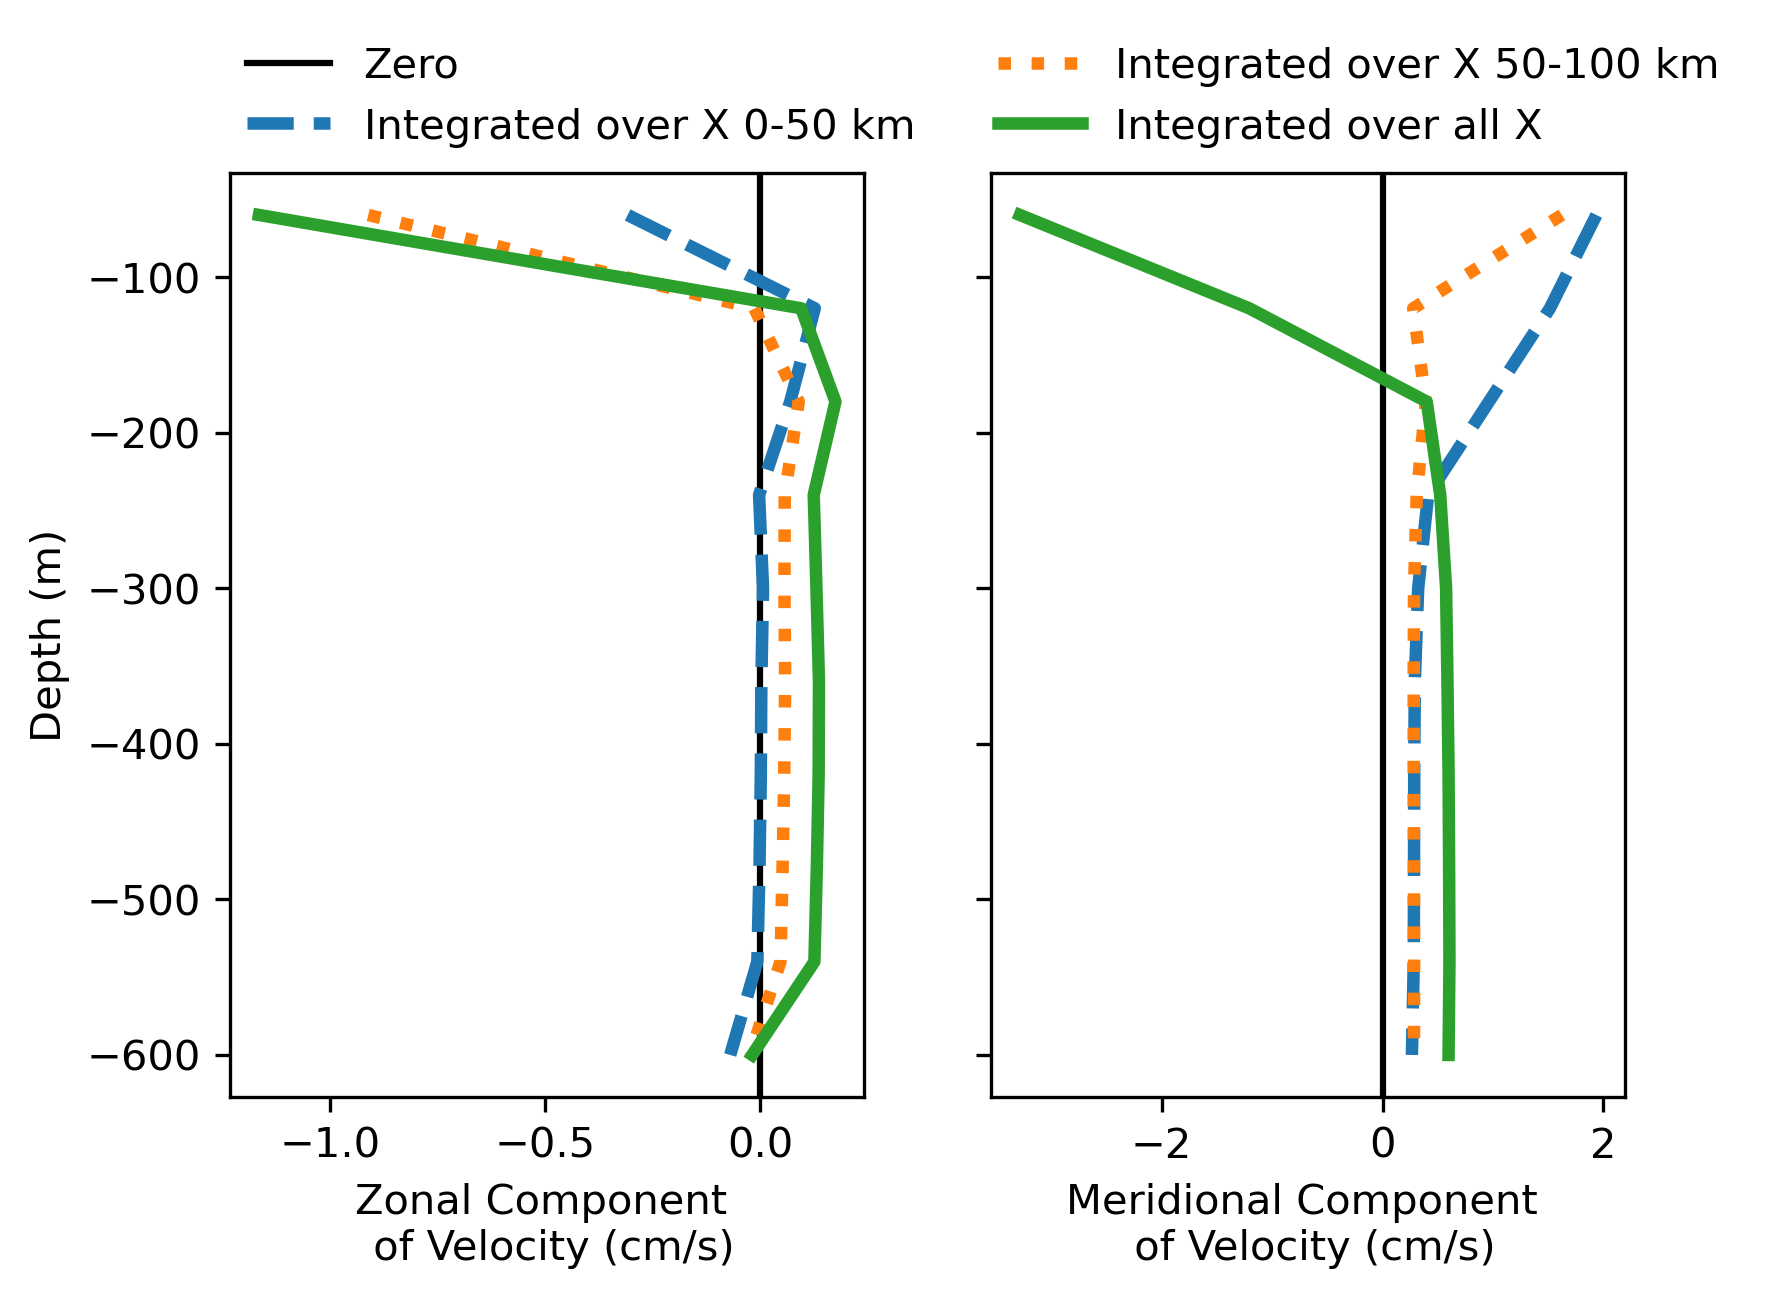 Zero
Integrated over X 0-50 km
Integrated over X 50-100 km
Integrated over all X
Depth (m)
−100
−200
−300
−400
−500
−600
−1.0
−0.5
0.0
Zonal Component
of Velocity (cm/s)
−2
0
2
Meridional Component
of Velocity (cm/s)